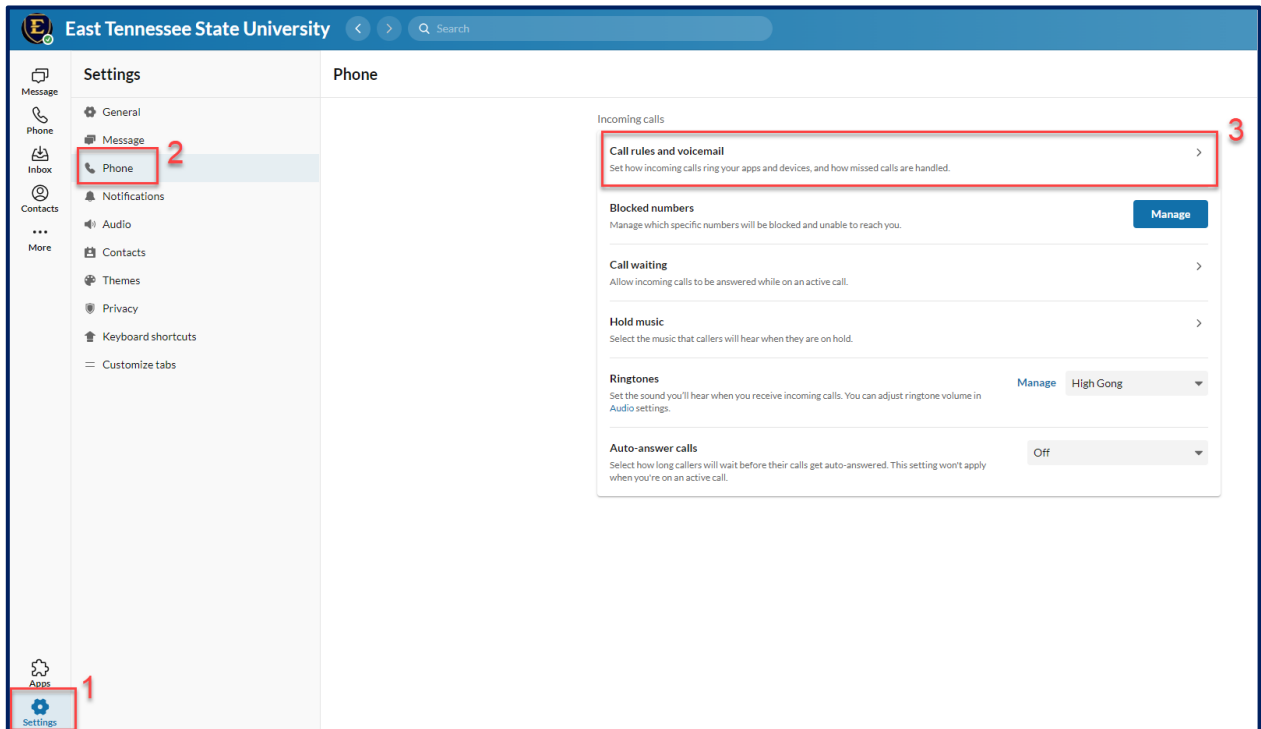 E East Tennessee State University Search
Message
Phone
Inbox
Contacts
More
Apps
1
Settings
Settings
General
Message
2
Phone
Notifications
Audio
Contacts
Themes
Privacy
Keyboard shortcuts
Customize tabs
Phone
Incoming calls
3
Call rules and voicemail
Set how incoming calls ring your apps and devices, and how missed calls are handled.
Blocked numbers
Manage which specific numbers will be blocked and unable to reach you.
Manage
Call waiting
Allow incoming calls to be answered while on an active call.
Hold music
Select the music that callers will hear when they are on hold.
Ringtones
Set the sound you'll hear when you receive incoming calls. You can adjust ringtone volume in
Audio settings.
Manage High Gong
Auto-answer calls
Select how long callers will wait before their calls get auto-answered. This setting won't apply
when you're on an active call.
Off